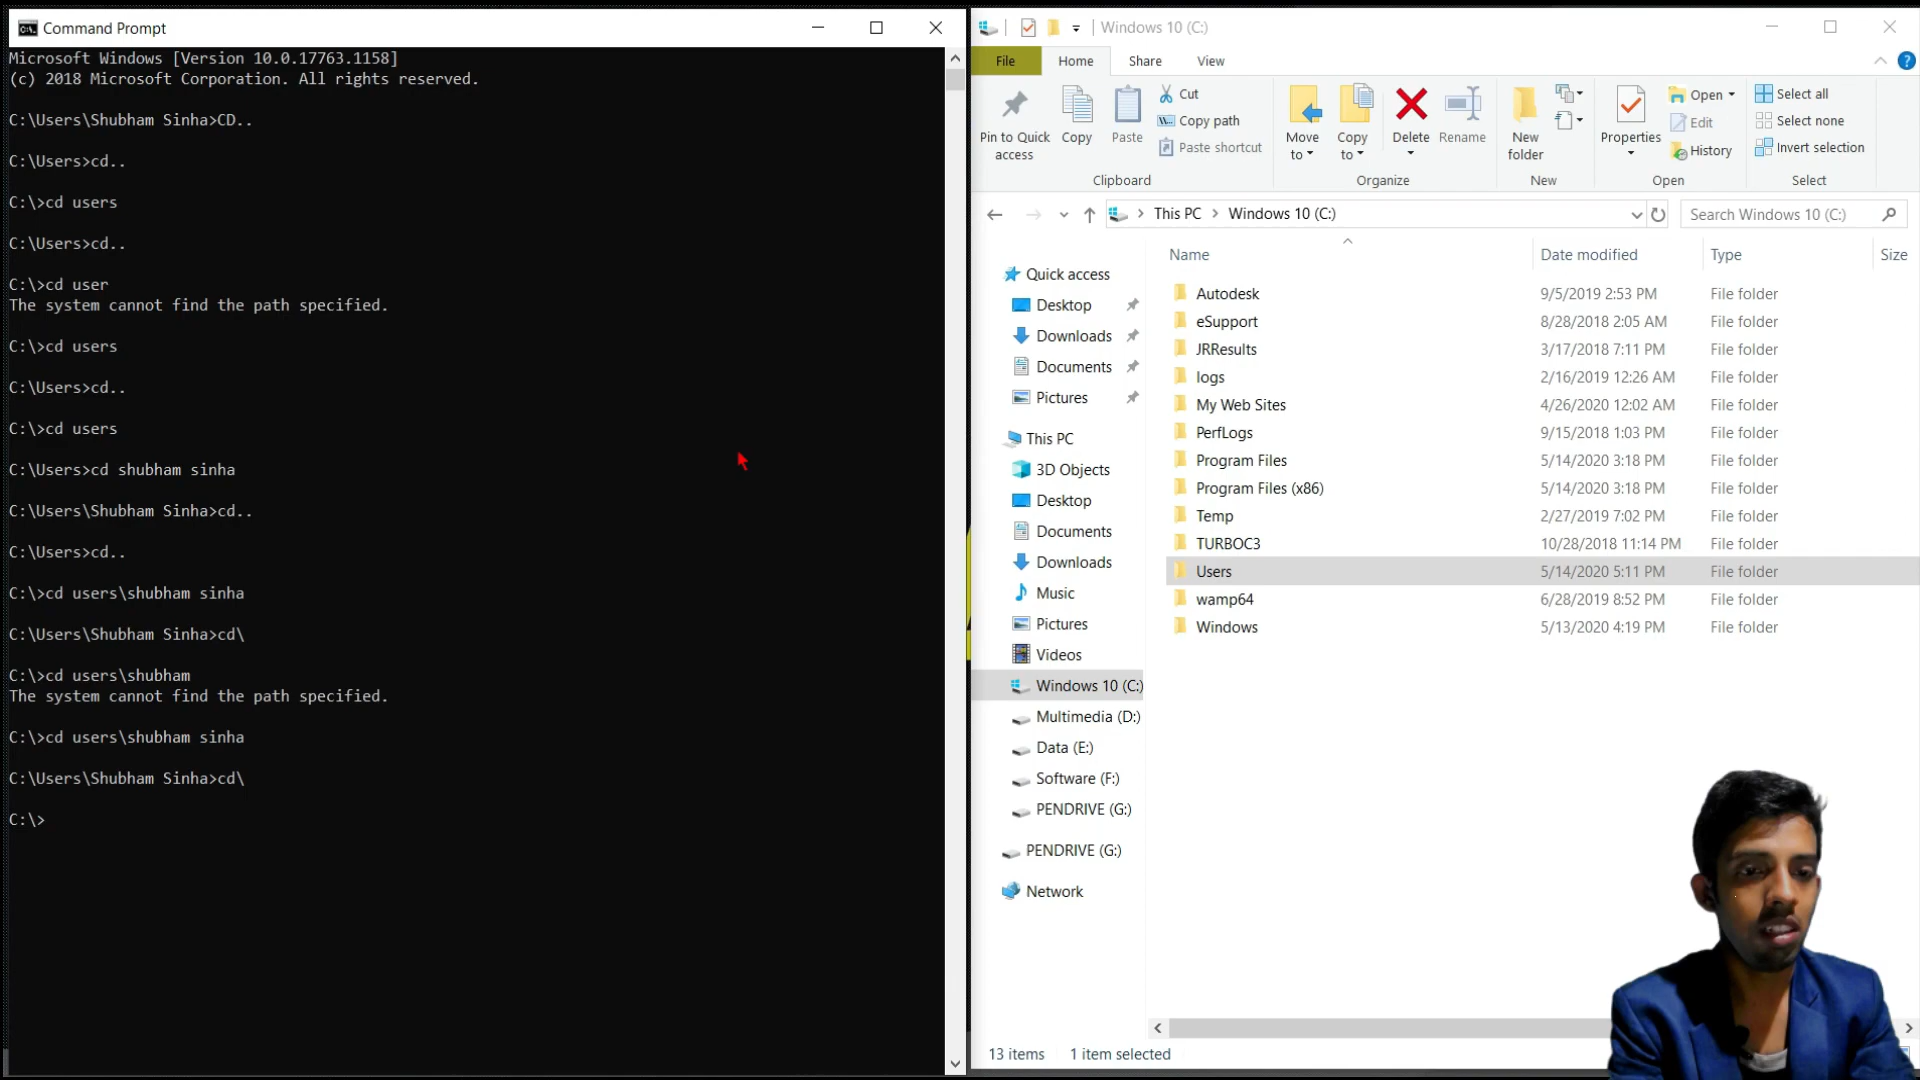 Command Prompt
Microsoft Windows [Version 10.0.17763.1158]
(c) 2018 Microsoft Corporation. All rights reserved.
C:\Users\Shubham Sinha>CD..
C:\Users>cd..
C:\>cd users
C:\Users>cd..
C:\>cd user
The system cannot find the path specified.
C:\>cd users
C:\Users>cd..
C:\>cd users
C:\Users>cd shubham sinha
C:\Users\Shubham Sinha>cd..
C:\Users>cd..
C:\>cd users\shubham sinha
C:\Users\Shubham Sinha>cd\
C:\>cd users\shubham
The system cannot find the path specified.
C:\>cd users\shubham sinha
C:\Users\Shubham Sinha>cd\
C:\>
Windows 10 (C:)
File Home Share View
Pin to Quick access
Copy
Paste
Cut
Copy path
Paste shortcut
Clipboard
Move to
Copy to
Delete
Rename
Organize
New folder
New
Properties
Open
Edit
History
Open
Select all
Select none
Invert selection
Select
This PC > Windows 10 (C:)
Search Windows 10 (C:)
Quick access
Desktop
Downloads
Documents
Pictures
This PC
3D Objects
Desktop
Documents
Downloads
Music
Pictures
Videos
Windows 10 (C:)
Multimedia (D:)
Data (E:)
Software (F:)
PENDRIVE (G:)
PENDRIVE (G:)
Network
Name Date modified Type Size
Autodesk 9/5/2019 2:53 PM File folder
eSupport 8/28/2018 2:05 AM File folder
JRResults 3/17/2018 7:11 PM File folder
logs 2/16/2019 12:26 AM File folder
My Web Sites 4/26/2020 12:02 AM File folder
PerfLogs 9/15/2018 1:03 PM File folder
Program Files 5/14/2020 3:18 PM File folder
Program Files (x86) 5/14/2020 3:18 PM File folder
Temp 2/27/2019 7:02 PM File folder
TURBOC3 10/28/2018 11:14 PM File folder
Users 5/14/2020 5:11 PM File folder
wamp64 6/28/2019 8:52 PM File folder
Windows 5/13/2020 4:19 PM File folder
13 items 1 item selected